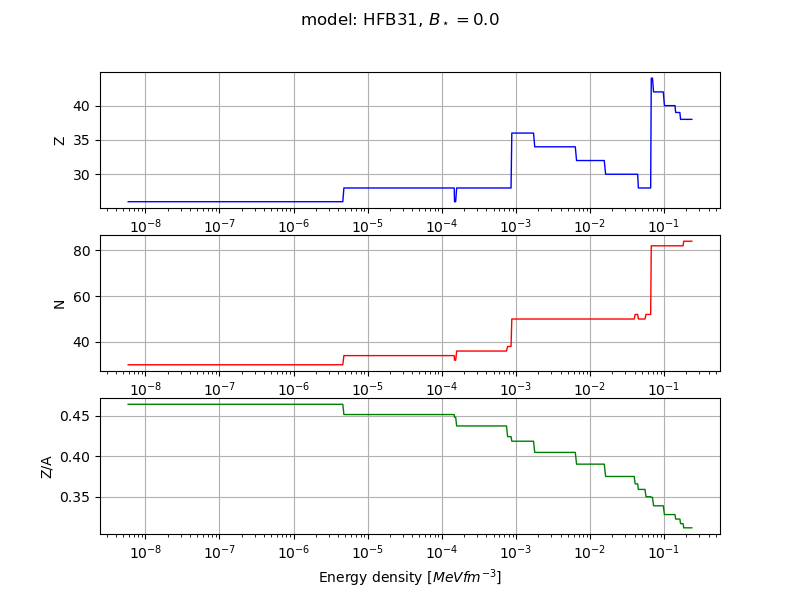 model: HFB31, $B_\star = 0.0$
40
35
30
Z
10⁻⁸ 10⁻⁷ 10⁻⁶ 10⁻⁵ 10⁻⁴ 10⁻³ 10⁻² 10⁻¹
80
60
40
N
10⁻⁸ 10⁻⁷ 10⁻⁶ 10⁻⁵ 10⁻⁴ 10⁻³ 10⁻² 10⁻¹
0.45
0.40
0.35
Z/A
10⁻⁸ 10⁻⁷ 10⁻⁶ 10⁻⁵ 10⁻⁴ 10⁻³ 10⁻² 10⁻¹
Energy density [MeVfm⁻³]